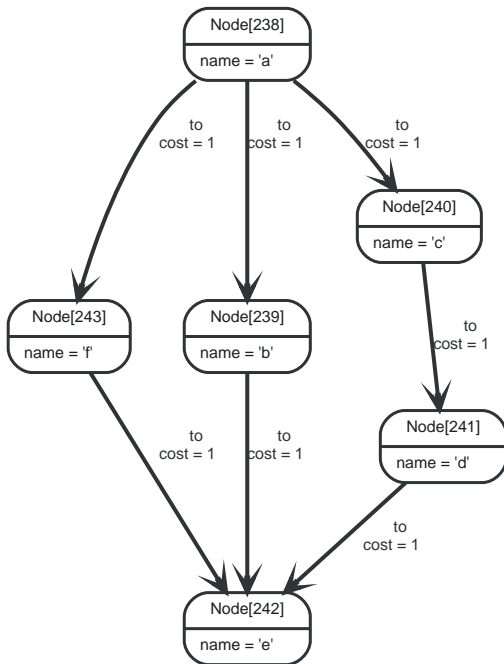 Node[238]
name = 'a'
to
cost = 1
to
cost = 1
to
cost = 1
Node[240]
name = 'c'
Node[243]
name = 'f'
Node[239]
name = 'b'
to
cost = 1
Node[241]
name = 'd'
to
cost = 1
to
cost = 1
to
cost = 1
Node[242]
name = 'e'